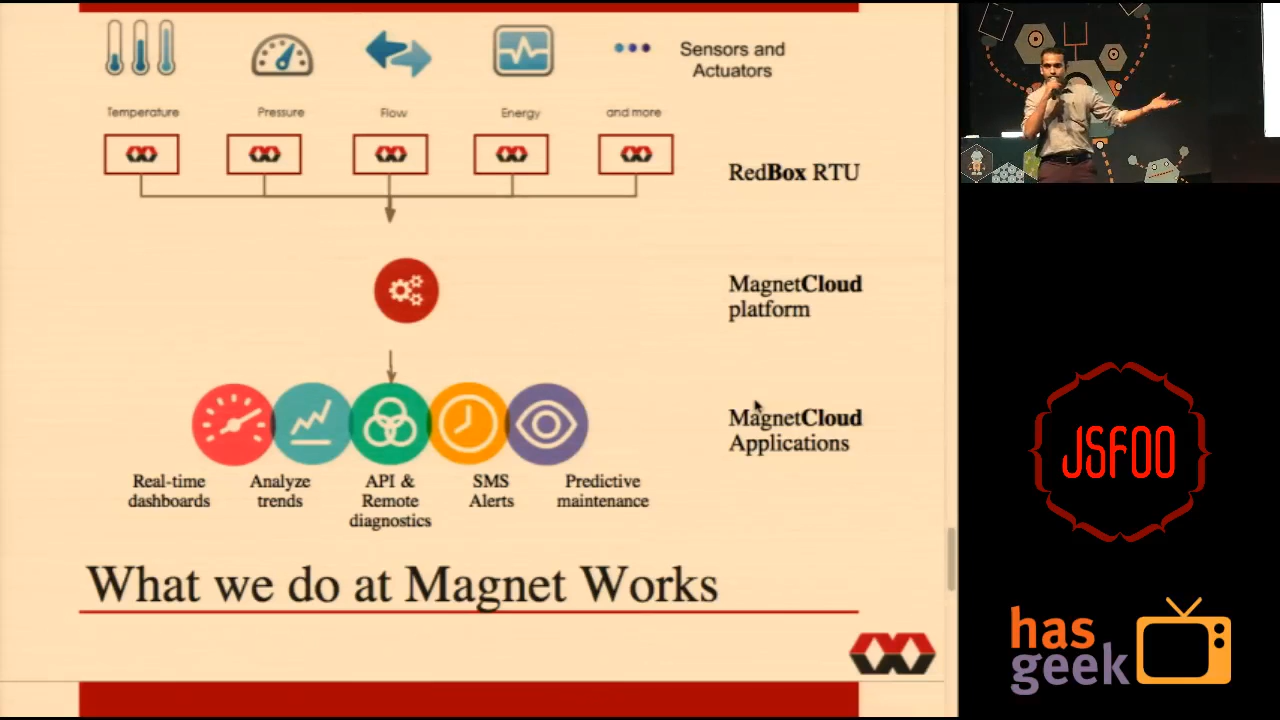 Sensors and
Actuators
Temperature
Pressure
Flow
Energy
and more
RedBox RTU
MagnetCloud
platform
MagnetCloud
Applications
Real-time
dashboards
Analyze
trends
API &
Remote
diagnostics
SMS
Alerts
Predictive
maintenance
What we do at Magnet Works
JSFOO
has
geek